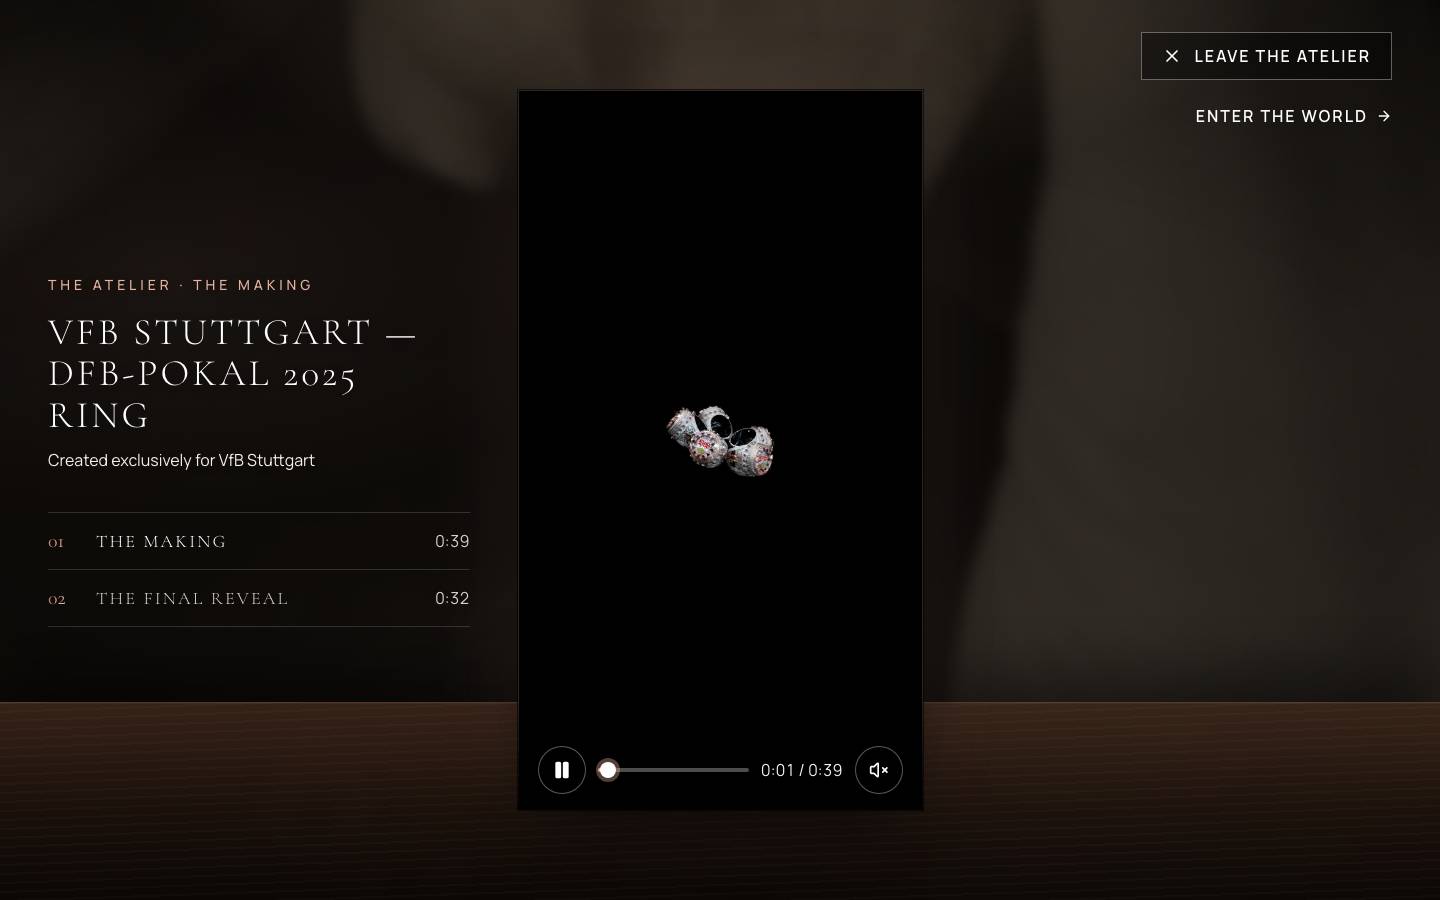 LEAVE THE ATELIER
ENTER THE WORLD →
THE ATELIER · THE MAKING
VFB STUTTGART —
DFB-POKAL 2025
RING
Created exclusively for VfB Stuttgart
01 THE MAKING 0:39
02 THE FINAL REVEAL 0:32
0:01 / 0:39